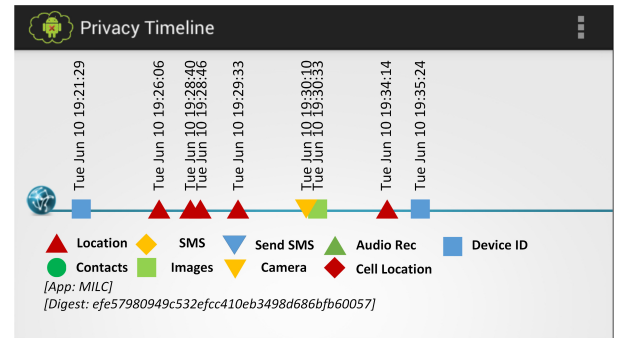 Privacy Timeline
Tue Jun 10 19:21:29
Tue Jun 10 19:26:06
Tue Jun 10 19:28:40
Tue Jun 10 19:28:46
Tue Jun 10 19:29:33
Tue Jun 10 19:30:10
Tue Jun 10 19:30:33
Tue Jun 10 19:34:14
Tue Jun 10 19:35:24
Location SMS Send SMS Audio Rec Device ID
Contacts Images Camera Cell Location
[App: MILC]
[Digest: efe57980949c532efcc410eb3498d686bfb60057]